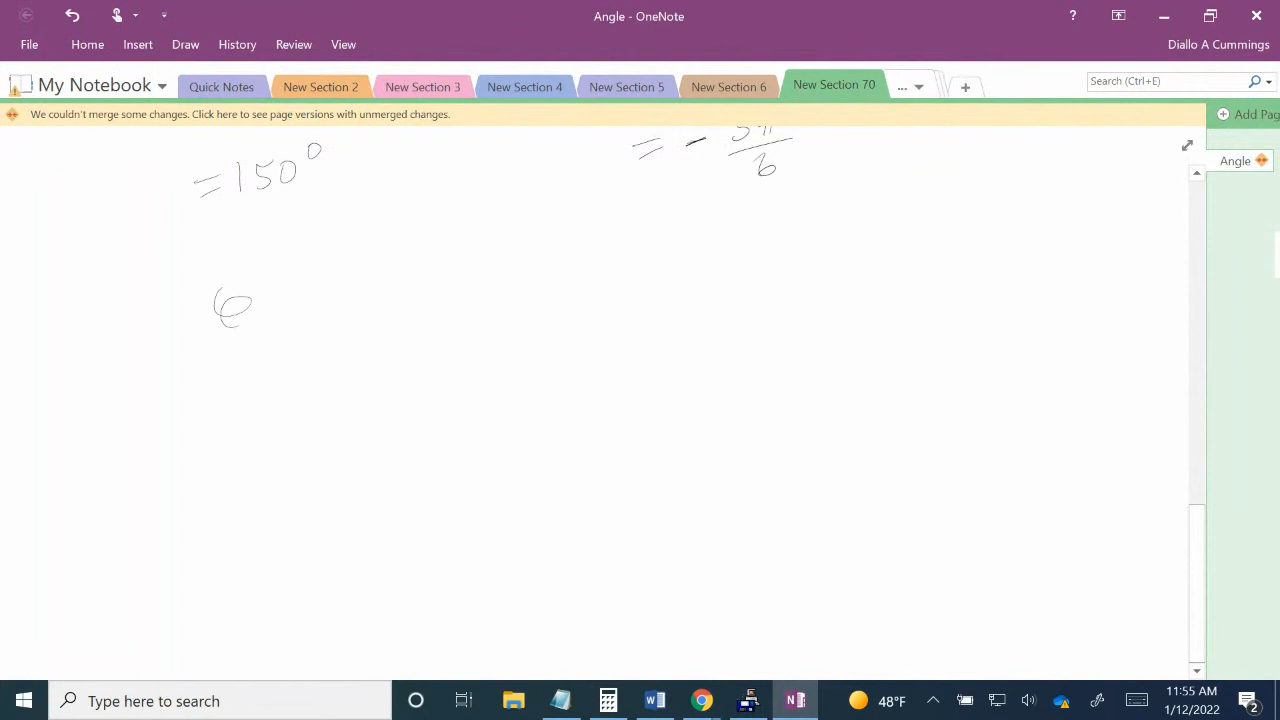 Angle - OneNote
?
File Home Insert Draw History Review View
Diallo A Cummings
My Notebook
Quick Notes
New Section 2
New Section 3
New Section 4
New Section 5
New Section 6
New Section 70
...
+
Search (Ctrl+E)
We couldn't merge some changes. Click here to see page versions with unmerged changes.
Add Pag
Angle
= 150°
= - 5π/6
Type here to search
48°F
11:55 AM
1/12/2022
2